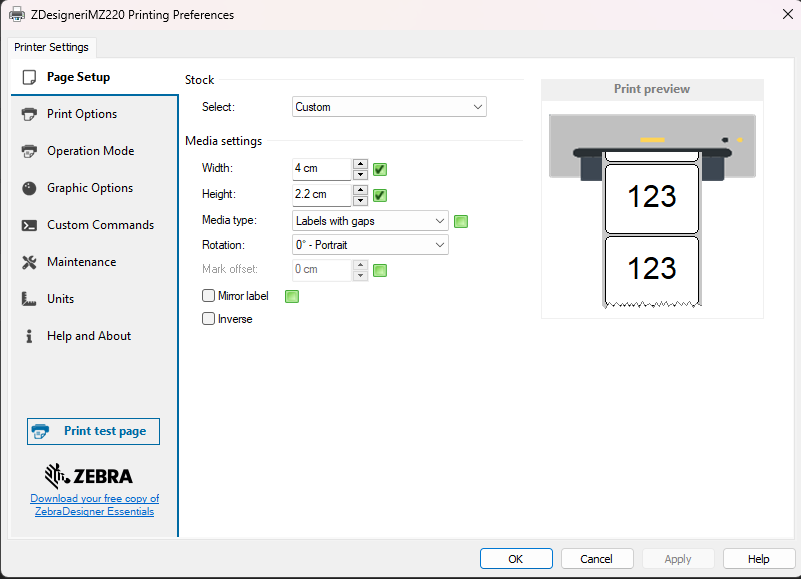 ZDesigneriMZ220 Printing Preferences
Printer Settings
Page Setup
Print Options
Operation Mode
Graphic Options
Custom Commands
Maintenance
Units
Help and About
Print test page
ZEBRA
Download your free copy of
ZebraDesigner Essentials
Stock
Select: Custom
Media settings
Width: 4 cm
Height: 2.2 cm
Media type: Labels with gaps
Rotation: 0° - Portrait
Mark offset: 0 cm
Mirror label
Inverse
Print preview
123
123
OK Cancel Apply Help